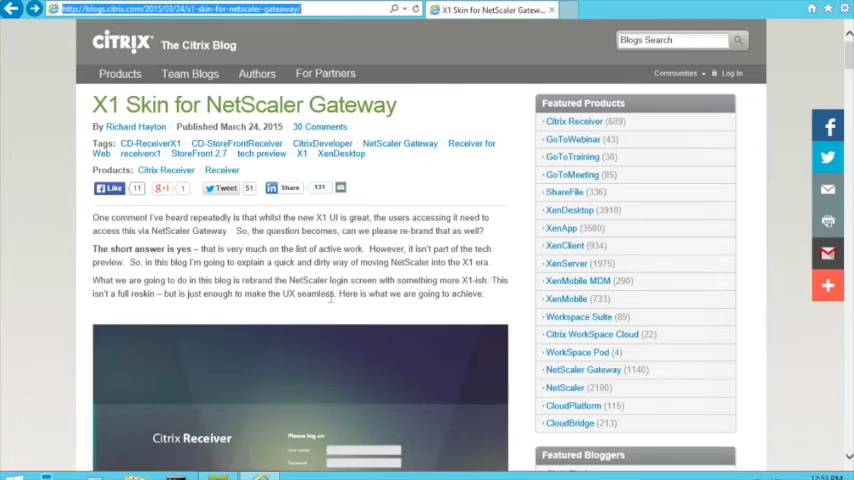 http://blogs.citrix.com/2015/03/24/x1-skin-for-netscaler-gateaway/
X1 Skin for NetScaler Gatew...
CITRIX The Citrix Blog
Blogs Search
Products Team Blogs Authors For Partners
Communities Log In
X1 Skin for NetScaler Gateway
By Richard Hayton · Published March 24, 2015 · 30 Comments
Tags: CD-ReceiverX1 · CD-StoreFrontReceiver · CitrixDeveloper · NetScaler Gateway · Receiver for
Web · receiverx1 · StoreFront 2.7 · tech preview · X1 · XenDesktop
Products: Citrix Receiver · Receiver
Like 11 +1 1 Tweet 51 Share 131
One comment I've heard repeatedly is that whilst the new X1 UI is great, the users accessing it need to
access this via NetScaler Gateway. So, the question becomes, can we please re-brand that as well?
The short answer is yes – that is very much on the list of active work. However, it isn't part of the tech
preview. So, in this blog I'm going to explain a quick and dirty way of moving NetScaler into the X1 era.
What we are going to do in this blog is rebrand the NetScaler login screen with something more X1-ish. This
isn't a full reskin – but is just enough to make the UX seamless. Here is what we are going to achieve:
Citrix Receiver
Please log on
User name
Password
Featured Products
Citrix Receiver (689)
GoToWebinar (43)
GoToTraining (30)
GoToMeeting (85)
ShareFile (336)
XenDesktop (3918)
XenApp (3500)
XenClient (934)
XenServer (1975)
XenMobile MDM (290)
XenMobile (733)
Workspace Suite (89)
Citrix WorkSpace Cloud (22)
WorkSpace Pod (4)
NetScaler Gateway (1140)
NetScaler (2100)
CloudPlatform (115)
CloudBridge (213)
Featured Bloggers
12:53 PM